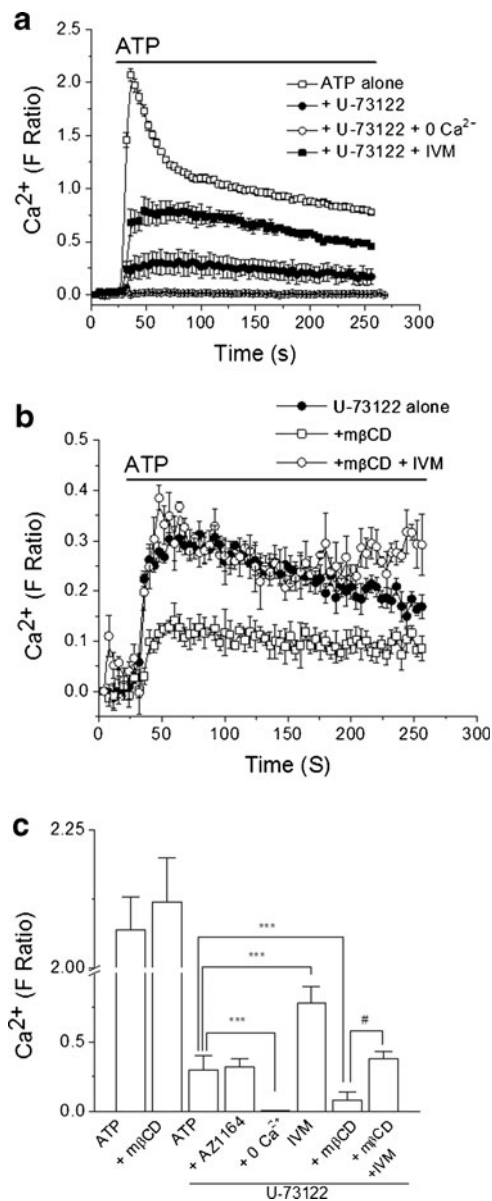 a
ATP
2.5
2.0
1.5
1.0
0.5
0.0
Ca²⁺ (F Ratio)
ATP alone
+ U-73122
+ U-73122 + 0 Ca²⁻
+ U-73122 + IVM
0 50 100 150 200 250 300
Time (s)
b
U-73122 alone
+mβCD
+mβCD + IVM
ATP
0.5
0.4
0.3
0.2
0.1
0.0
Ca²⁺ (F Ratio)
0 50 100 150 200 250 300
Time (S)
c
2.25
2.00
0.5
0.0
Ca²⁺ (F Ratio)
***
***
***
#
ATP
+ mβCD
ATP
+ AZ1164
+ 0 Ca²⁺
IVM
+ mβCD
+ mβCD
+IVM
U-73122